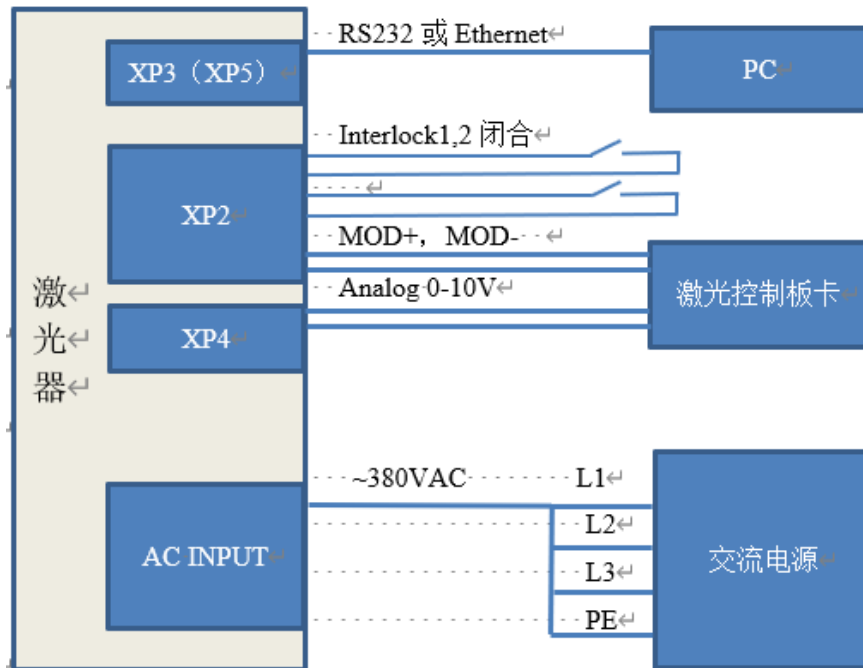 RS232 或 Ethernet
XP3（XP5）
PC
Interlock1,2 闭合
XP2
MOD+，MOD-
激
光
器
Analog 0-10V
激光控制板卡
XP4
~380VAC
L1
L2
AC INPUT
交流电源
L3
PE